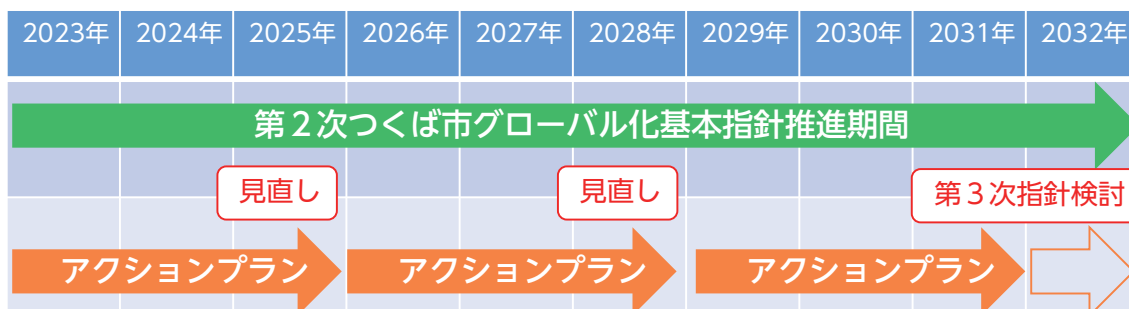 2023年 2024年 2025年 2026年 2027年 2028年 2029年 2030年 2031年 2032年
第２次つくば市グローバル化基本指針推進期間
見直し 見直し 第３次指針検討
アクションプラン アクションプラン アクションプラン